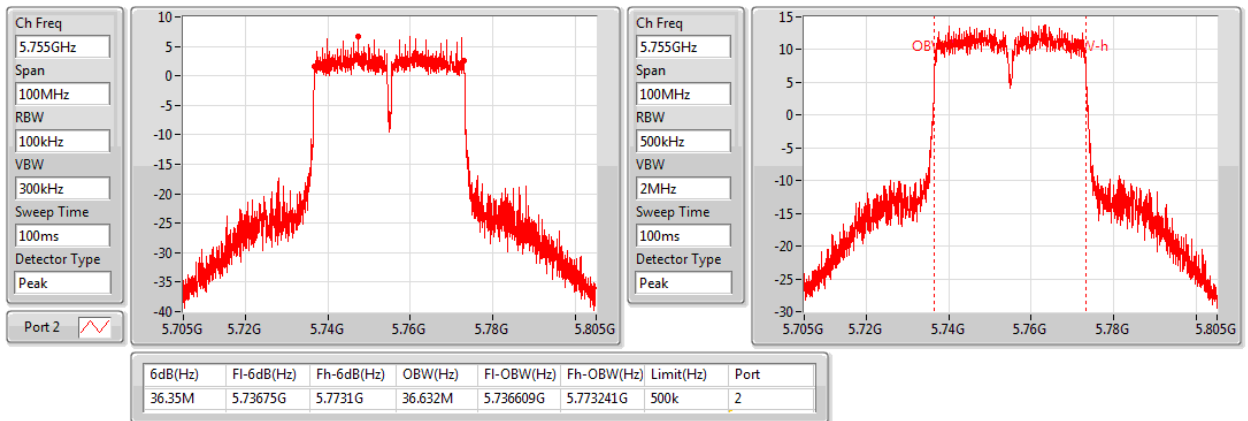 Ch Freq
5.755GHz
Span
100MHz
RBW
100kHz
VBW
300kHz
Sweep Time
100ms
Detector Type
Peak
Port 2
10
5
0
-5
-10
-15
-20
-25
-30
-35
-40
5.705G 5.72G 5.74G 5.76G 5.78G 5.805G
Ch Freq
5.755GHz
Span
100MHz
RBW
500kHz
VBW
2MHz
Sweep Time
100ms
Detector Type
Peak
15
10
5
0
-5
-10
-15
-20
-25
-30
OB V-h
5.705G 5.72G 5.74G 5.76G 5.78G 5.805G
6dB(Hz) Fl-6dB(Hz) Fh-6dB(Hz) OBW(Hz) Fl-OBW(Hz) Fh-OBW(Hz) Limit(Hz) Port
36.35M 5.73675G 5.7731G 36.632M 5.736609G 5.773241G 500k 2